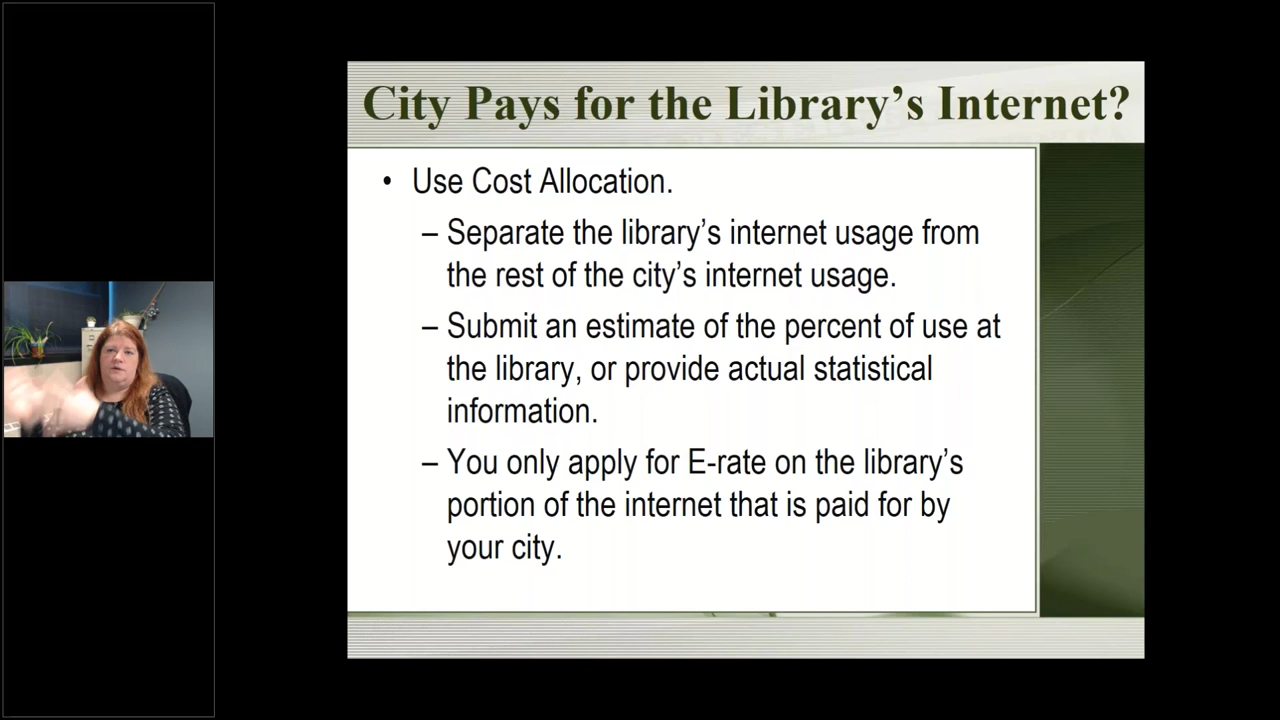 City Pays for the Library’s Internet?
• Use Cost Allocation.
– Separate the library’s internet usage from
the rest of the city’s internet usage.
– Submit an estimate of the percent of use at
the library, or provide actual statistical
information.
– You only apply for E-rate on the library’s
portion of the internet that is paid for by
your city.